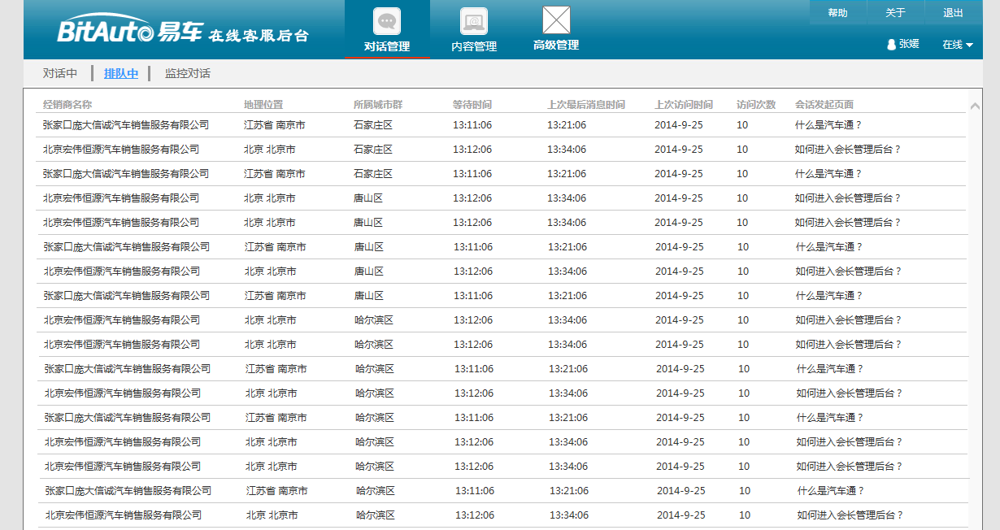 BitAuto 易车 在线客服后台
对话管理 内容管理 高级管理
帮助 关于 退出
张媛 在线
对话中 排队中 监控对话
经销商名称 地理位置 所属城市群 等待时间 上次最后消息时间 上次访问时间 访问次数 会话发起页面
张家口庞大信诚汽车销售服务有限公司 江苏省 南京市 石家庄区 13:11:06 13:21:06 2014-9-25 10 什么是汽车通？
北京宏伟恒源汽车销售服务有限公司 北京 北京市 石家庄区 13:12:06 13:34:06 2014-9-25 10 如何进入会长管理后台？
张家口庞大信诚汽车销售服务有限公司 江苏省 南京市 石家庄区 13:11:06 13:21:06 2014-9-25 10 什么是汽车通？
北京宏伟恒源汽车销售服务有限公司 北京 北京市 唐山区 13:12:06 13:34:06 2014-9-25 10 如何进入会长管理后台？
北京宏伟恒源汽车销售服务有限公司 北京 北京市 唐山区 13:12:06 13:34:06 2014-9-25 10 如何进入会长管理后台？
张家口庞大信诚汽车销售服务有限公司 江苏省 南京市 唐山区 13:11:06 13:21:06 2014-9-25 10 什么是汽车通？
北京宏伟恒源汽车销售服务有限公司 北京 北京市 唐山区 13:12:06 13:34:06 2014-9-25 10 如何进入会长管理后台？
张家口庞大信诚汽车销售服务有限公司 江苏省 南京市 唐山区 13:11:06 13:21:06 2014-9-25 10 什么是汽车通？
北京宏伟恒源汽车销售服务有限公司 北京 北京市 哈尔滨区 13:12:06 13:34:06 2014-9-25 10 如何进入会长管理后台？
北京宏伟恒源汽车销售服务有限公司 北京 北京市 哈尔滨区 13:12:06 13:34:06 2014-9-25 10 如何进入会长管理后台？
张家口庞大信诚汽车销售服务有限公司 江苏省 南京市 哈尔滨区 13:11:06 13:21:06 2014-9-25 10 什么是汽车通？
北京宏伟恒源汽车销售服务有限公司 北京 北京市 哈尔滨区 13:12:06 13:34:06 2014-9-25 10 如何进入会长管理后台？
张家口庞大信诚汽车销售服务有限公司 江苏省 南京市 哈尔滨区 13:11:06 13:21:06 2014-9-25 10 什么是汽车通？
北京宏伟恒源汽车销售服务有限公司 北京 北京市 哈尔滨区 13:12:06 13:34:06 2014-9-25 10 如何进入会长管理后台？
北京宏伟恒源汽车销售服务有限公司 北京 北京市 哈尔滨区 13:12:06 13:34:06 2014-9-25 10 如何进入会长管理后台？
张家口庞大信诚汽车销售服务有限公司 江苏省 南京市 哈尔滨区 13:11:06 13:21:06 2014-9-25 10 什么是汽车通？
北京宏伟恒源汽车销售服务有限公司 北京 北京市 哈尔滨区 13:12:06 13:34:06 2014-9-25 10 如何进入会长管理后台？